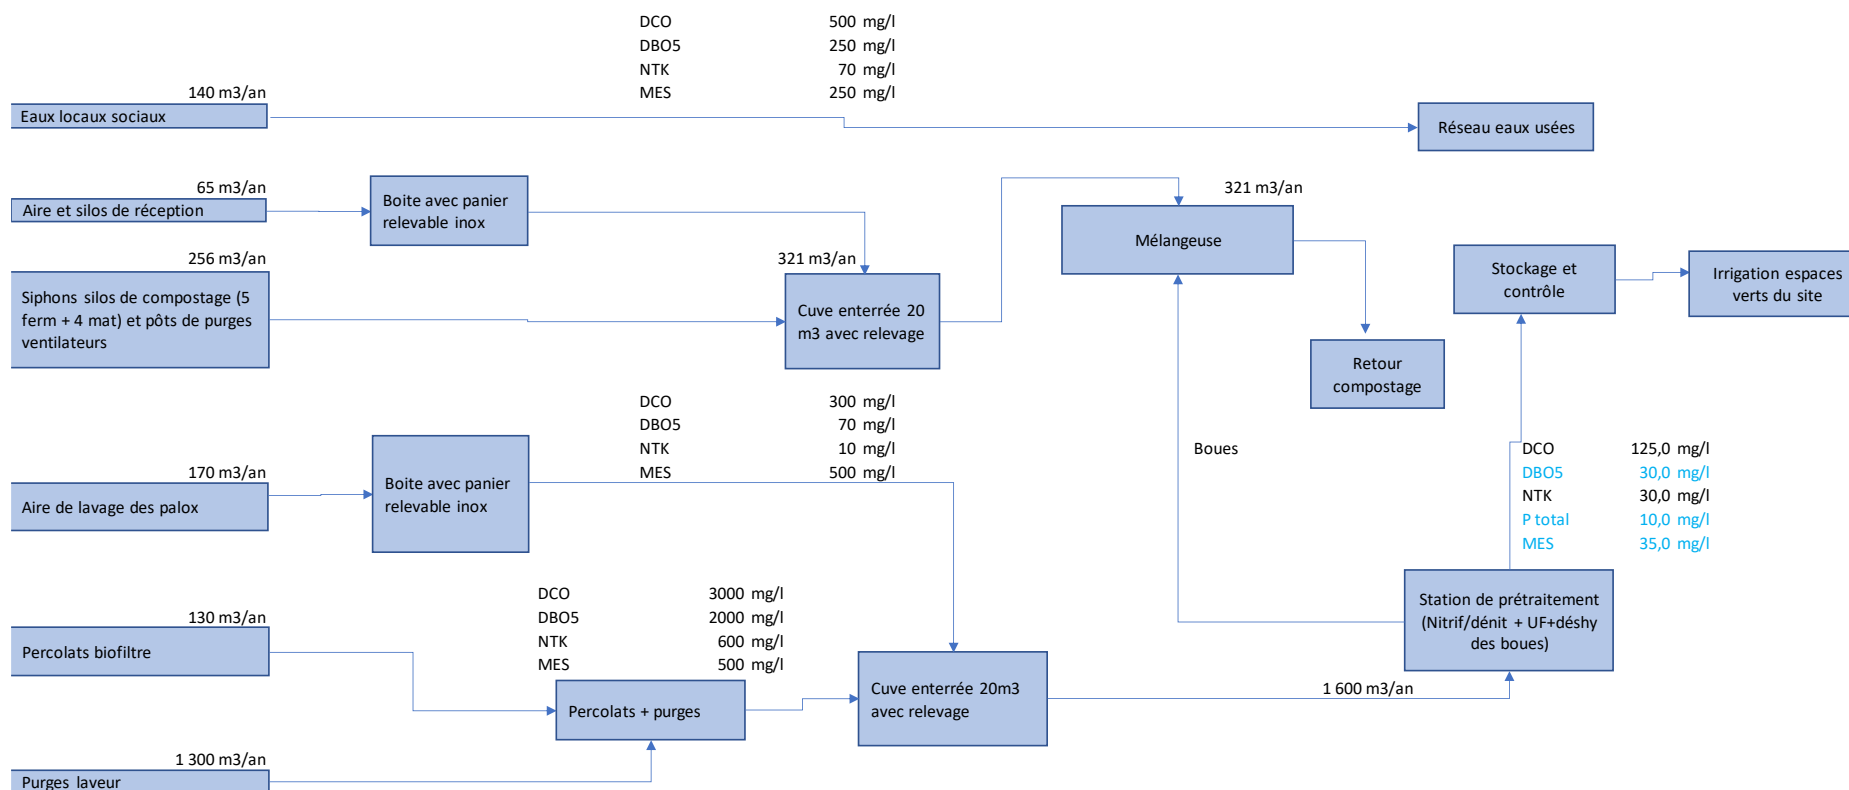 DCO 500 mg/l
DBO5 250 mg/l
NTK 70 mg/l
MES 250 mg/l
140 m3/an
Eaux locaux sociaux
Réseau eaux usées
65 m3/an
Aire et silos de réception
Boite avec panier
relevable inox
321 m3/an
Mélangeuse
256 m3/an
Siphons silos de compostage (5
ferm + 4 mat) et pôts de purges
ventilateurs
321 m3/an
Cuve enterrée 20
m3 avec relevage
Stockage et
contrôle
Irrigation espaces
verts du site
Retour
compostage
DCO 300 mg/l
DBO5 70 mg/l
NTK 10 mg/l
MES 500 mg/l
170 m3/an
Aire de lavage des palox
Boite avec panier
relevable inox
Boues
DCO 125,0 mg/l
DBO5 30,0 mg/l
NTK 30,0 mg/l
P total 10,0 mg/l
MES 35,0 mg/l
DCO 3000 mg/l
DBO5 2000 mg/l
NTK 600 mg/l
MES 500 mg/l
130 m3/an
Percolats biofiltre
Percolats + purges
Cuve enterrée 20m3
avec relevage
1 600 m3/an
Station de prétraitement
(Nitrif/dénit + UF+déshy
des boues)
1 300 m3/an
Purges laveur